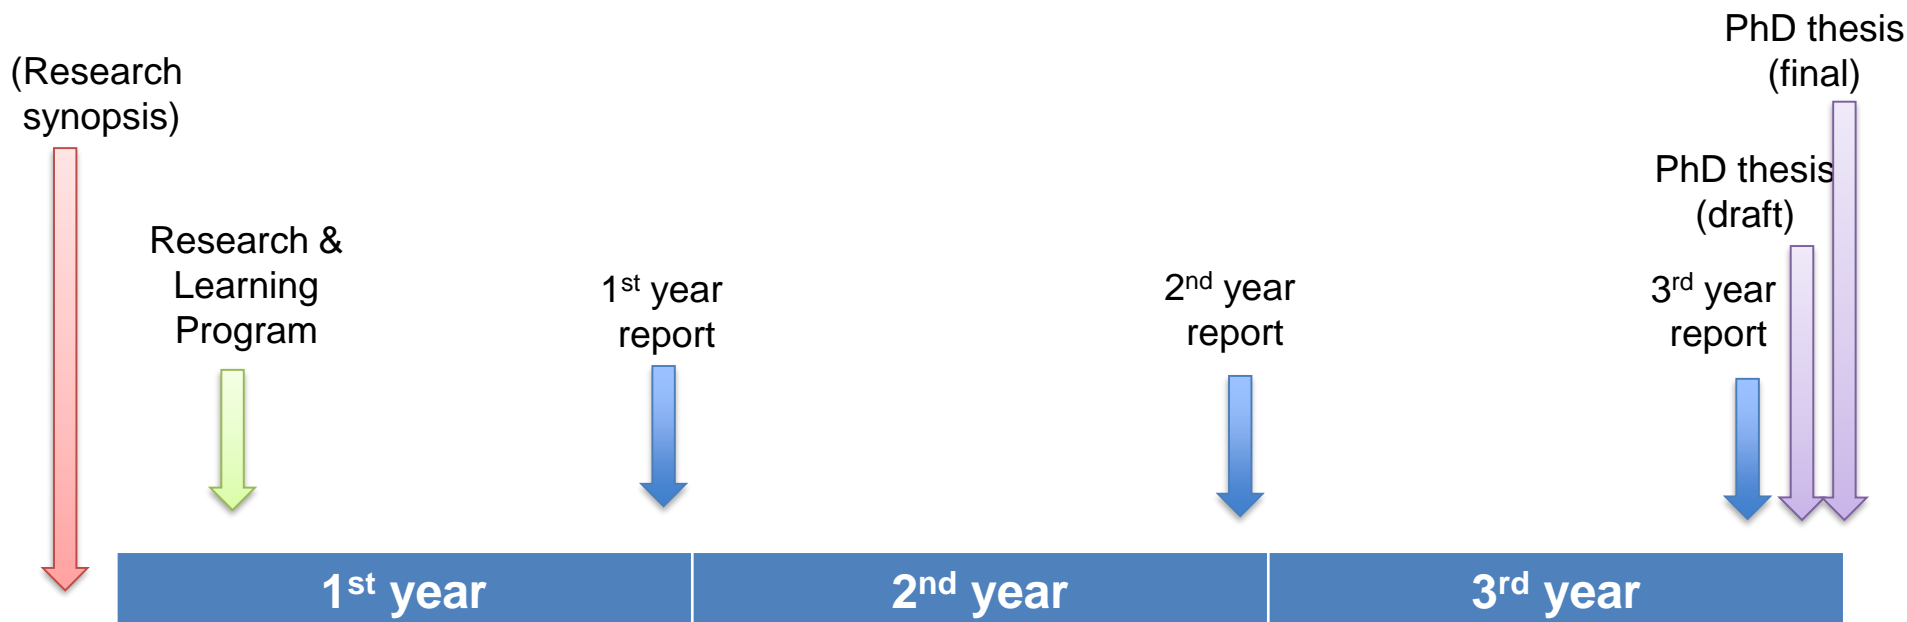 (Research
synopsis)
Research &
Learning
Program
1st year
report
2nd year
report
3rd year
report
PhD thesis
(draft)
PhD thesis
(final)
1st year
2nd year
3rd year